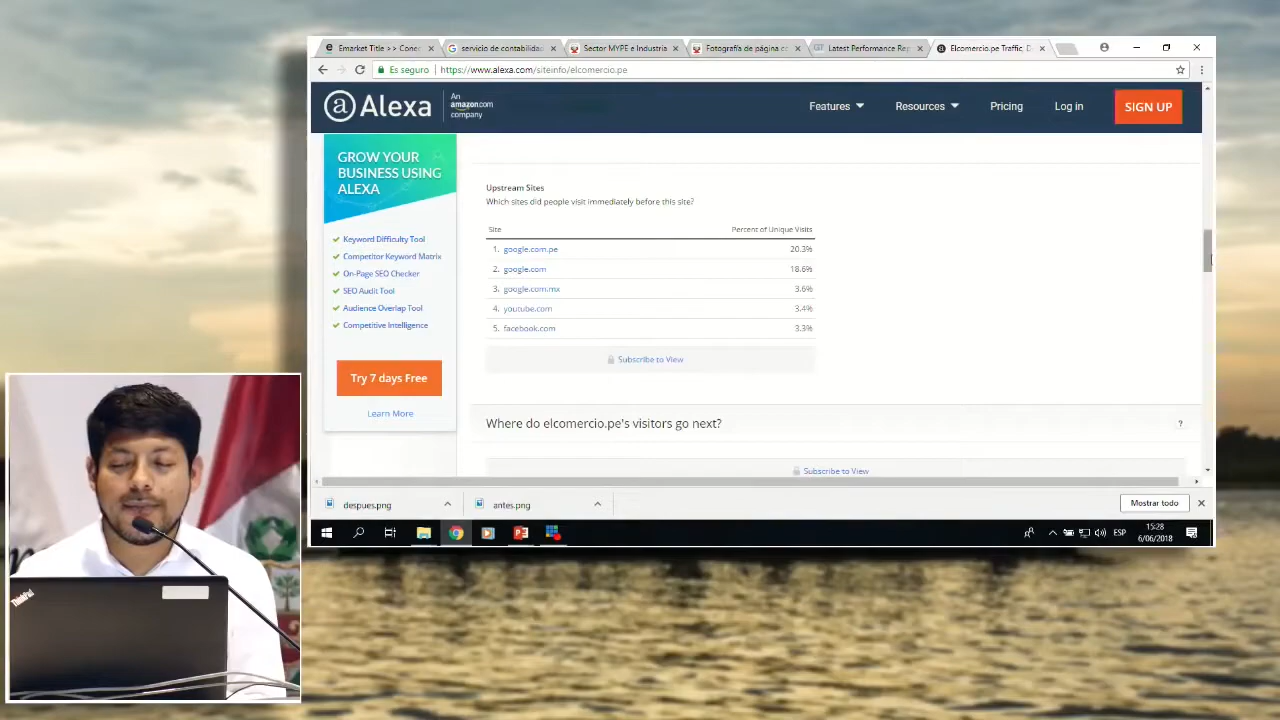 Emarket Title >> Conec
servicio de contabilidad
Sector MYPE e Industria
Fotografía de página co
Latest Performance Rep
Elcomercio.pe Traffic, D
Es seguro
https://www.alexa.com/siteinfo/elcomercio.pe
a Alexa
An
amazon.com
company
Features
Resources
Pricing
Log in
SIGN UP
GROW YOUR
BUSINESS USING
ALEXA
Keyword Difficulty Tool
Competitor Keyword Matrix
On-Page SEO Checker
SEO Audit Tool
Audience Overlap Tool
Competitive Intelligence
Try 7 days Free
Learn More
Upstream Sites
Which sites did people visit immediately before this site?
Site Percent of Unique Visits
1. google.com.pe 20.3%
2. google.com 18.6%
3. google.com.mx 3.6%
4. youtube.com 3.4%
5. facebook.com 3.3%
Subscribe to View
Where do elcomercio.pe's visitors go next? ?
Subscribe to View
despues.png
antes.png
Mostrar todo
ESP
15:28
6/06/2018
ThinkPad